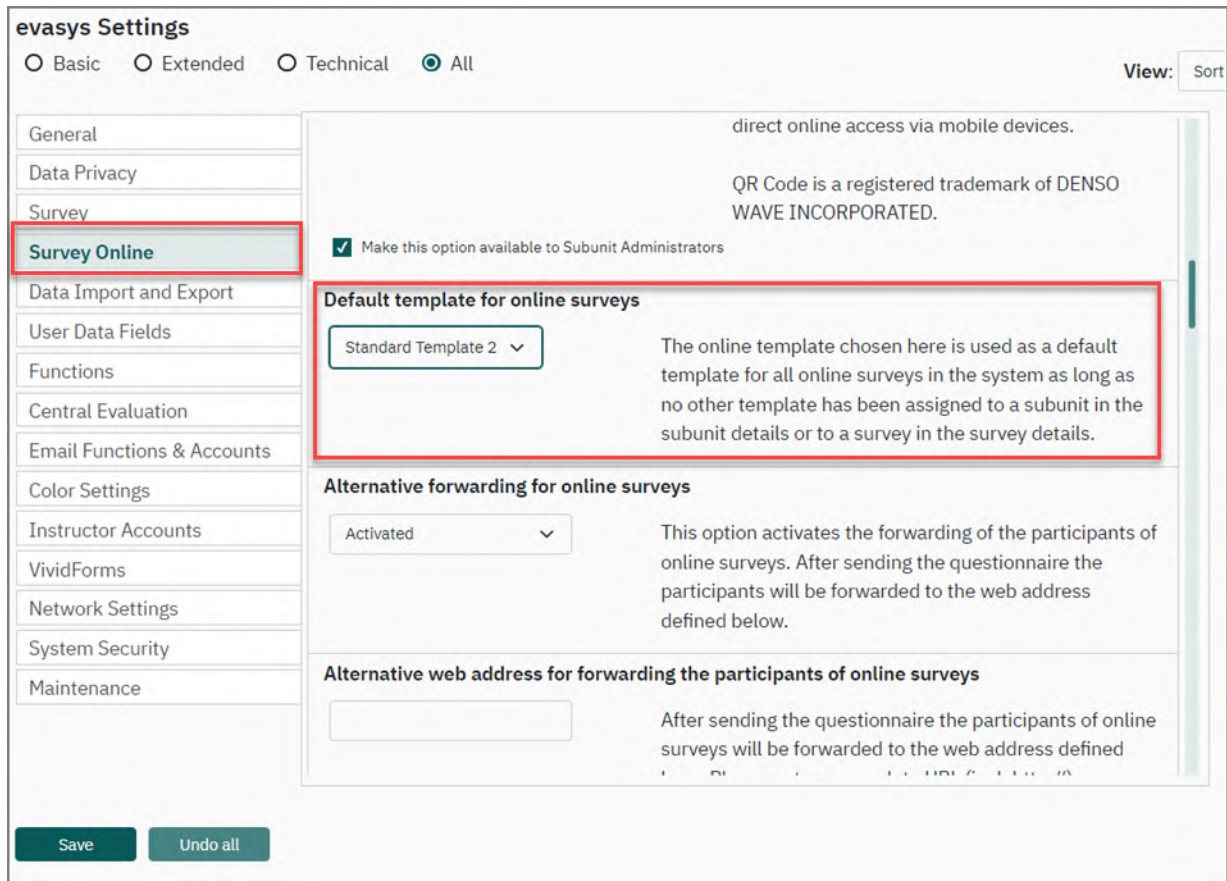 evasys Settings
Basic Extended Technical All
View: Sort
General
Data Privacy
Survey
Survey Online
Data Import and Export
User Data Fields
Functions
Central Evaluation
Email Functions & Accounts
Color Settings
Instructor Accounts
VividForms
Network Settings
System Security
Maintenance
direct online access via mobile devices.
QR Code is a registered trademark of DENSO
WAVE INCORPORATED.
Make this option available to Subunit Administrators
Default template for online surveys
Standard Template 2
The online template chosen here is used as a default
template for all online surveys in the system as long as
no other template has been assigned to a subunit in the
subunit details or to a survey in the survey details.
Alternative forwarding for online surveys
Activated
This option activates the forwarding of the participants of
online surveys. After sending the questionnaire the
participants will be forwarded to the web address
defined below.
Alternative web address for forwarding the participants of online surveys
After sending the questionnaire the participants of online
surveys will be forwarded to the web address defined
Save Undo all